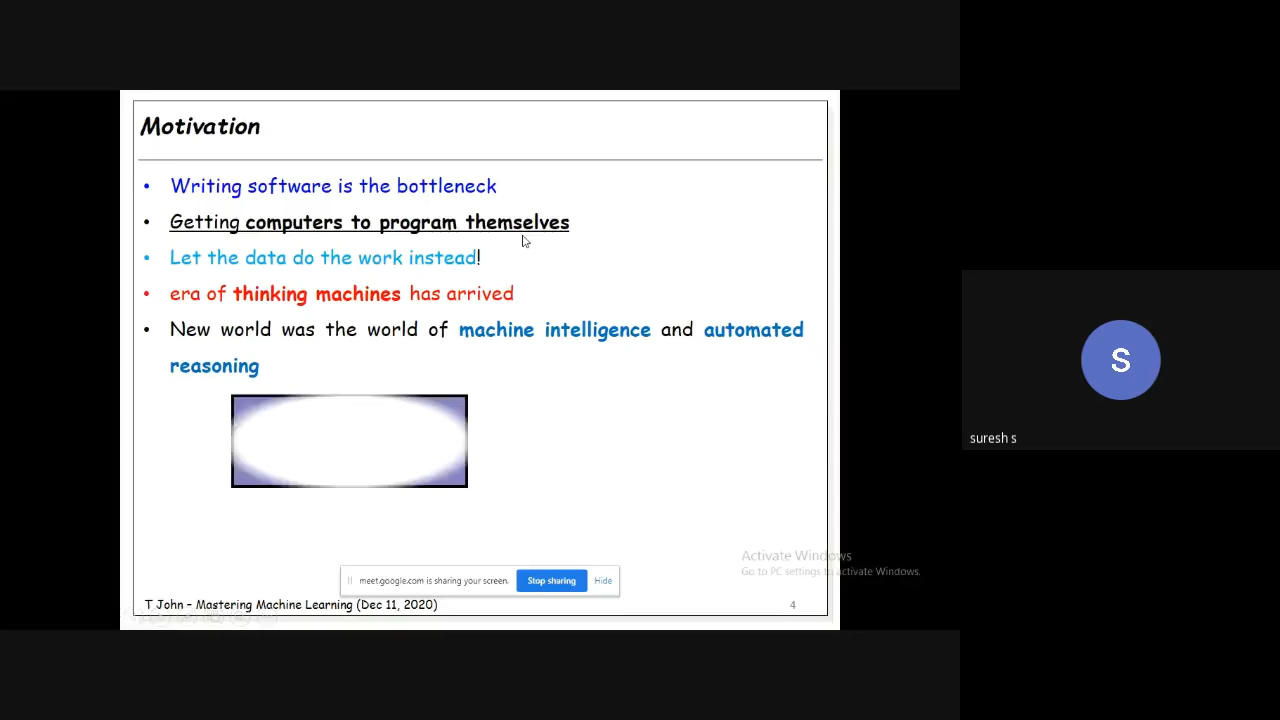 Motivation
• Writing software is the bottleneck
• Getting computers to program themselves
• Let the data do the work instead!
• era of thinking machines has arrived
• New world was the world of machine intelligence and automated
reasoning
Activate Windows
Go to PC settings to activate Windows.
meet.google.com is sharing your screen.
Stop sharing
Hide
T John – Mastering Machine Learning (Dec 11, 2020)
4
S
suresh s